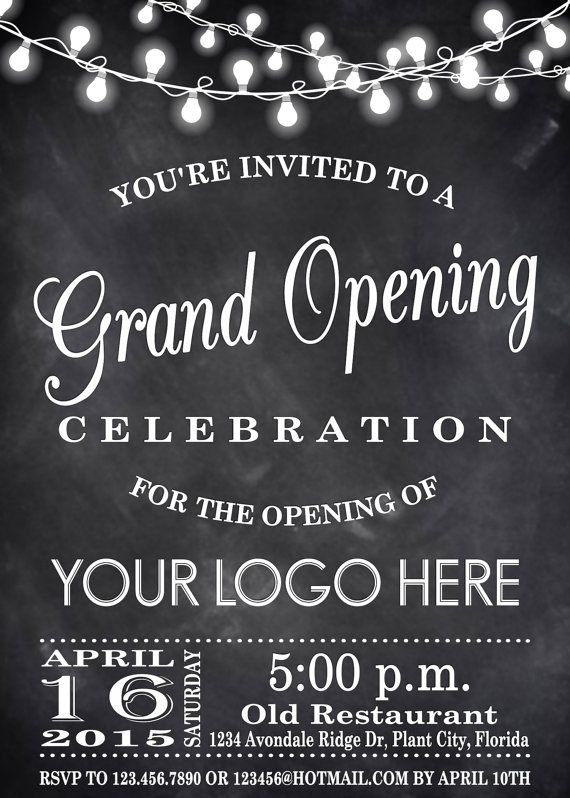 YOU'RE INVITED TO A
Grand Opening
CELEBRATION
FOR THE OPENING OF
YOUR LOGO HERE
APRIL
16
2015
SATURDAY
5:00 p.m.
Old Restaurant
1234 Avondale Ridge Dr, Plant City, Florida
RSVP TO 123.456.7890 OR 123456@HOTMAIL.COM BY APRIL 10TH